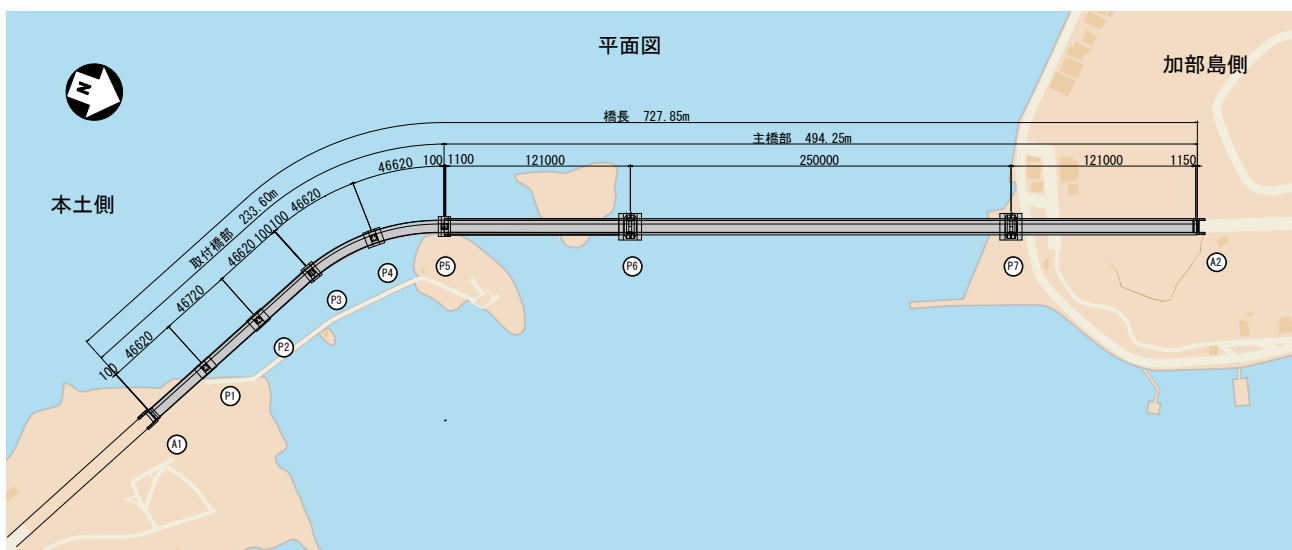 平面図
加部島側
N
橋長 727.85m
主橋部 494.25m
46620 100 1100 121000 250000 121000 1150
本土側
取付橋部 233.60m
100 46620 46720 46620 100 100 46620
A1
P1
P2
P3
P4
P5
P6
P7
A2